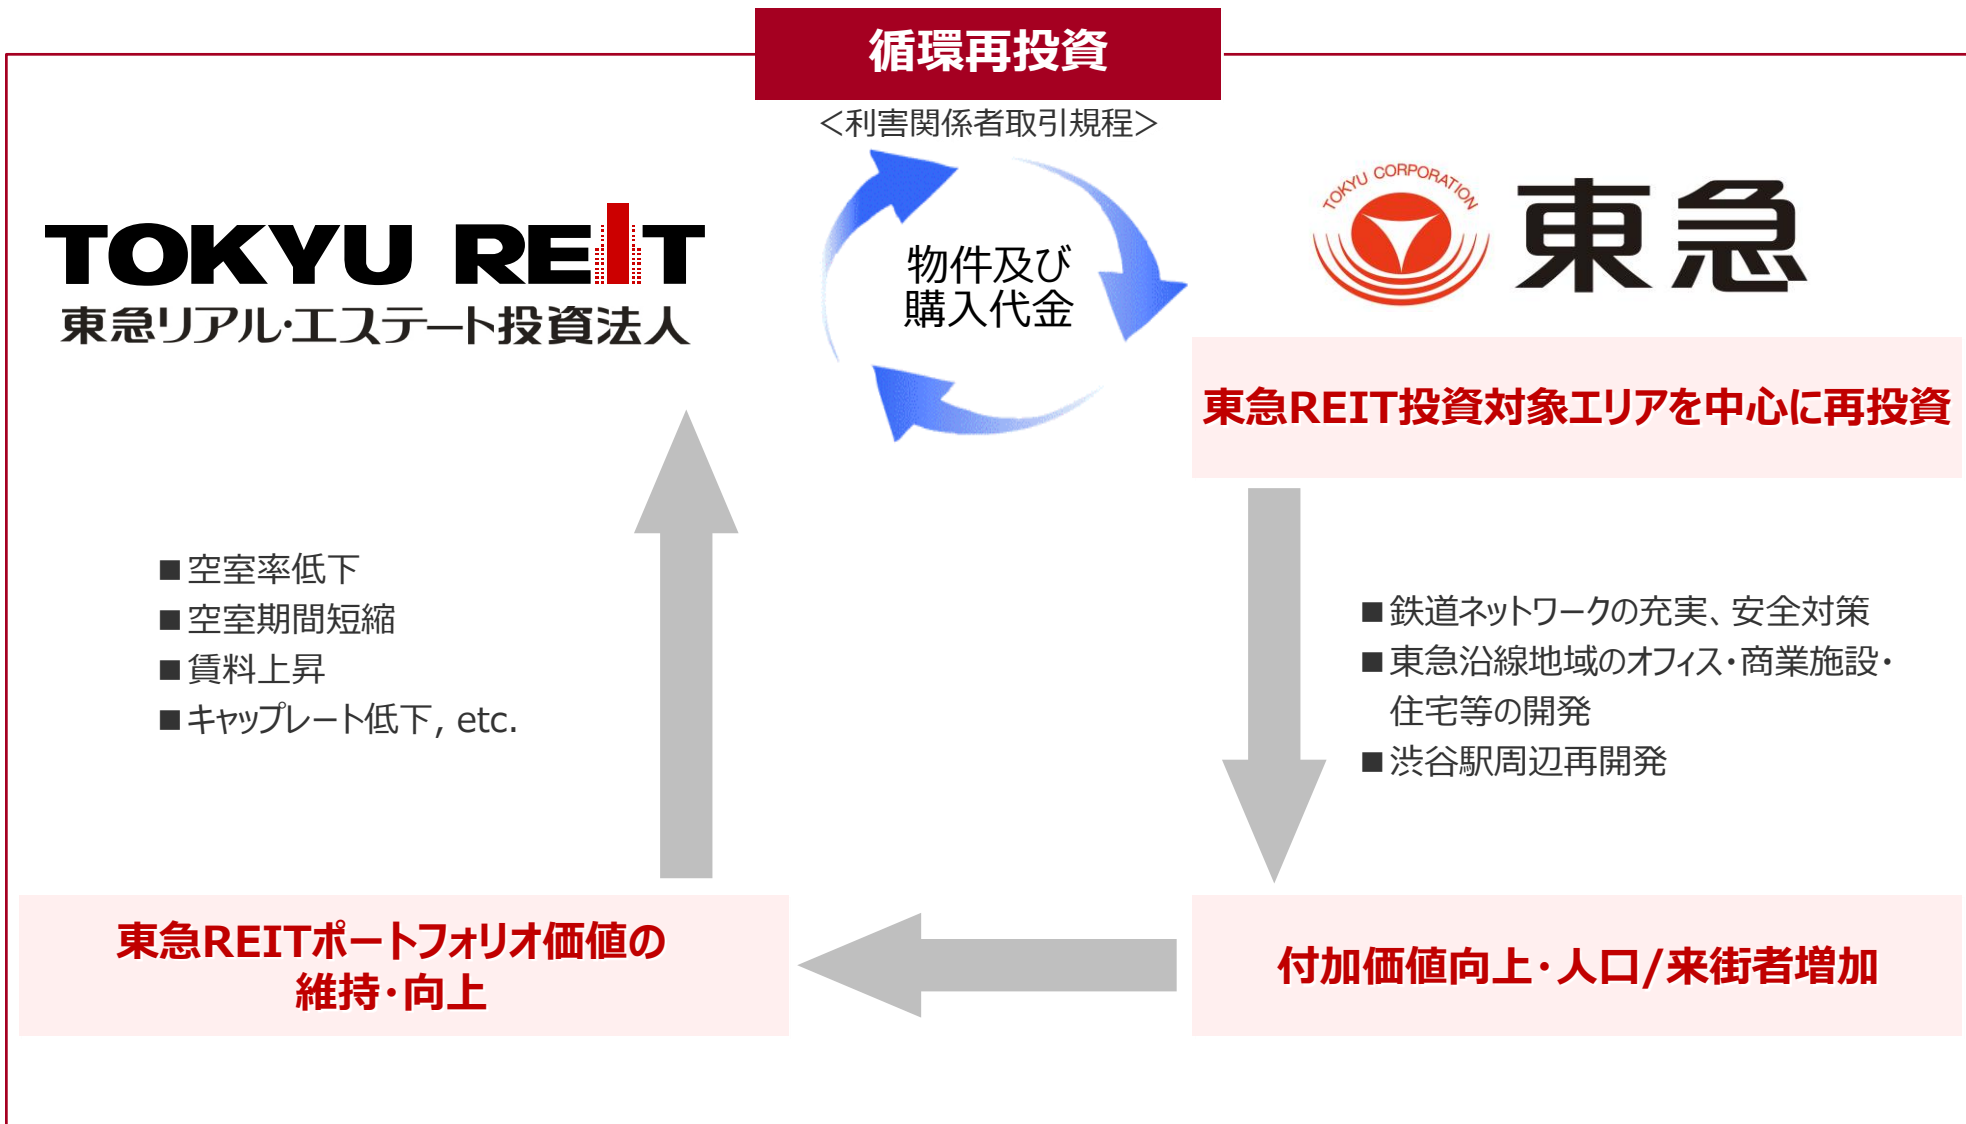 循環再投資
＜利害関係者取引規程＞
TOKYU REIT
東急リアル・エステート投資法人
物件及び
購入代金
TOKYU CORPORATION
東急
東急REIT投資対象エリアを中心に再投資
■空室率低下
■空室期間短縮
■賃料上昇
■キャップレート低下, etc.
■鉄道ネットワークの充実、安全対策
■東急沿線地域のオフィス・商業施設・
住宅等の開発
■渋谷駅周辺再開発
東急REITポートフォリオ価値の
維持・向上
付加価値向上・人口/来街者増加